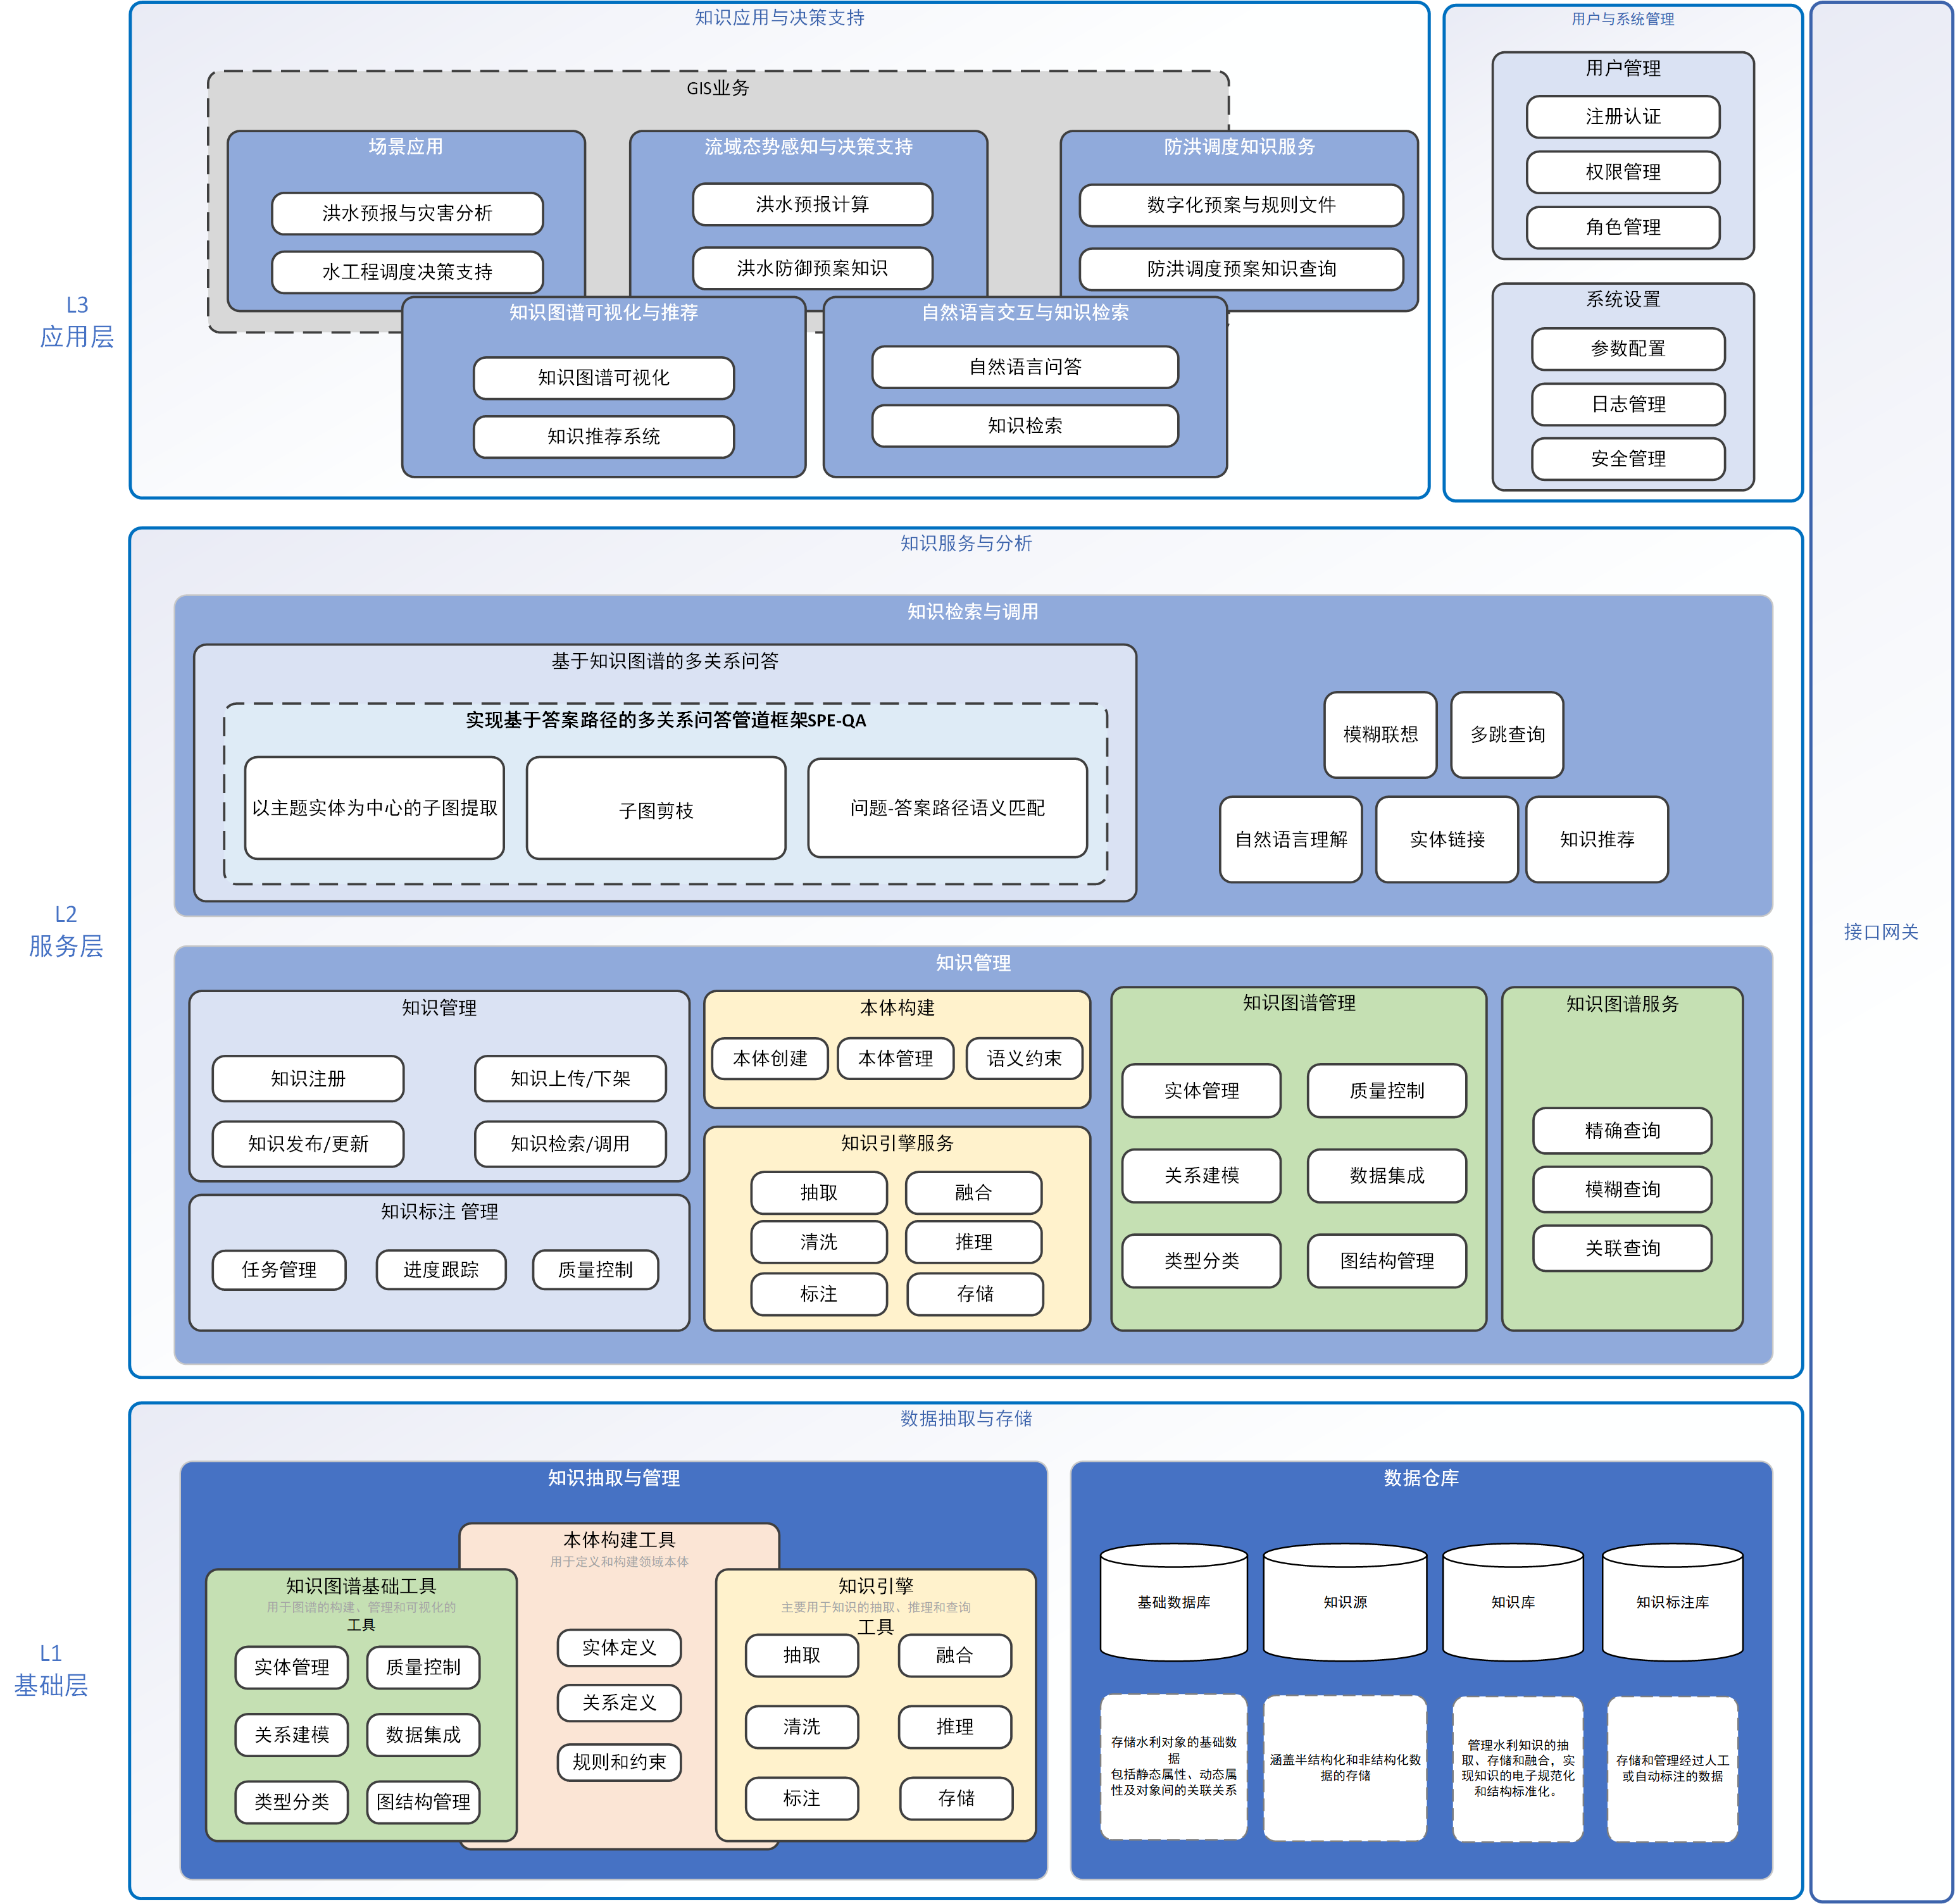 知识应用与决策支持
GIS业务
场景应用
洪水预报与灾害分析
水工程调度决策支持
流域态势感知与决策支持
洪水预报计算
洪水防御预案知识
防洪调度知识服务
数字化预案与规则文件
防洪调度预案知识查询
知识图谱可视化与推荐
知识图谱可视化
知识推荐系统
自然语言交互与知识检索
自然语言问答
知识检索
用户与系统管理
用户管理
注册认证
权限管理
角色管理
系统设置
参数配置
日志管理
安全管理
L3
应用层
知识服务与分析
知识检索与调用
基于知识图谱的多关系问答
实现基于答案路径的多关系问答管道框架SPE-QA
以主题实体为中心的子图提取
子图剪枝
问题-答案路径语义匹配
模糊联想
多跳查询
自然语言理解
实体链接
知识推荐
L2
服务层
接口网关
知识管理
知识管理
知识注册
知识上传/下架
知识发布/更新
知识检索/调用
知识标注 管理
任务管理
进度跟踪
质量控制
本体构建
本体创建
本体管理
语义约束
知识引擎服务
抽取
融合
清洗
推理
标注
存储
知识图谱管理
实体管理
质量控制
关系建模
数据集成
类型分类
图结构管理
知识图谱服务
精确查询
模糊查询
关联查询
数据抽取与存储
知识抽取与管理
本体构建工具
用于定义和构建领域本体
实体定义
关系定义
规则和约束
知识图谱基础工具
用于图谱的构建、管理和可视化的
工具
实体管理
质量控制
关系建模
数据集成
类型分类
图结构管理
知识引擎
主要用于知识的抽取、推理和查询
工具
抽取
融合
清洗
推理
标注
存储
L1
基础层
数据仓库
基础数据库
知识源
知识库
知识标注库
存储水利对象的基础数
据
包括静态属性、动态属
性及对象间的关联关系
涵盖半结构化和非结构化数
据的存储
管理水利知识的抽
取、存储和融合，实
现知识的电子规范化
和结构标准化。
存储和管理经过人工
或自动标注的数据